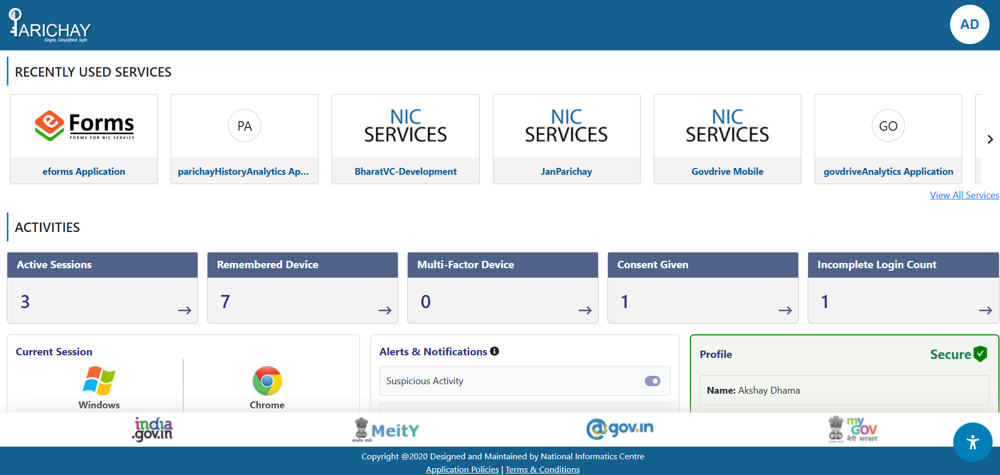 PARICHAY
Single, Simplified, Safe
AD
RECENTLY USED SERVICES
e Forms
FORMS FOR NIC SERVICE
eforms Application
PA
parichayHistoryAnalytics Ap...
NIC
SERVICES
BharatVC-Development
NIC
SERVICES
JanParichay
NIC
SERVICES
Govdrive Mobile
GO
govdriveAnalytics Application
View All Services
ACTIVITIES
Active Sessions
3
Remembered Device
7
Multi-Factor Device
0
Consent Given
1
Incomplete Login Count
1
Current Session
Windows
Chrome
Alerts & Notifications
Suspicious Activity
Profile
Secure
Name: Akshay Dhama
india
.gov.in
MeitY
@gov.in
my
GOV
मेरी सरकार
Copyright @2020 Designed and Maintained by National Informatics Centre
Application Policies | Terms & Conditions